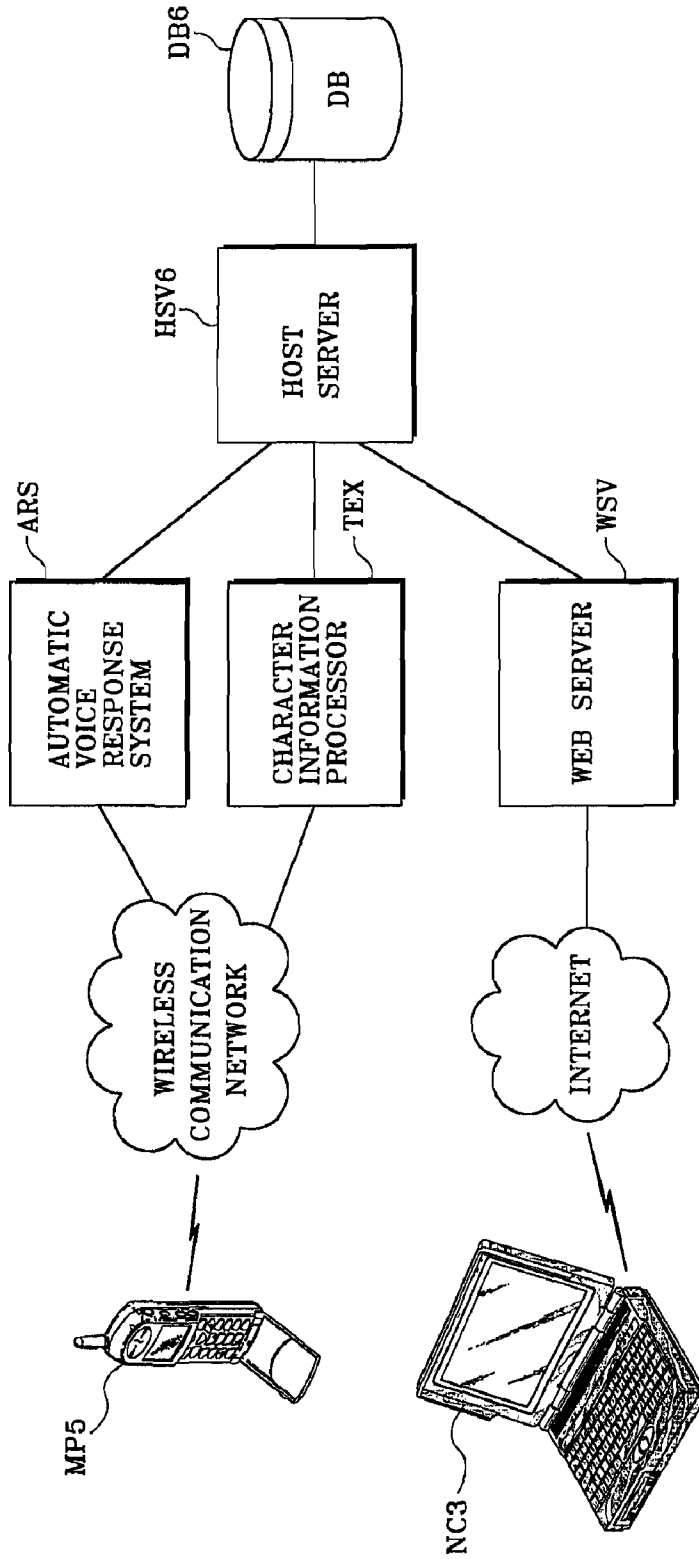 MP5
WIRELESS
COMMUNICATION
NETWORK
ARS
AUTOMATIC
VOICE
RESPONSE
SYSTEM
TEX
CHARACTER
INFORMATION
PROCESSOR
HSV6
HOST
SERVER
DB6
DB
NC3
INTERNET
WSV
WEB SERVER